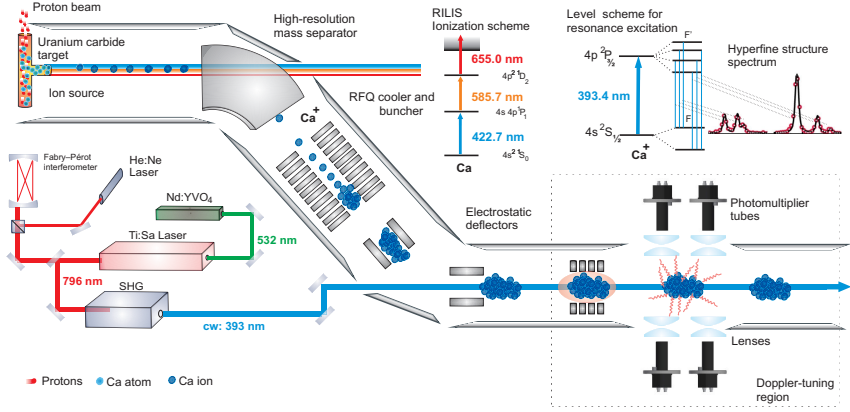 Proton beam
Uranium carbide
target
Ion source
High-resolution
mass separator
Ca⁺
RFQ cooler and
buncher
RILIS
Ionization scheme
655.0 nm
4p² ¹D₂
585.7 nm
4s 4p ¹P₁
422.7 nm
4s² ¹S₀
Ca
Level scheme for
resonance excitation
F'
4p ²P₃/₂
393.4 nm
4s ²S₁/₂
F
Ca⁺
Hyperfine structure
spectrum
Fabry–Pérot
interferometer
He:Ne
Laser
Nd:YVO₄
532 nm
Ti:Sa Laser
796 nm
SHG
cw: 393 nm
Electrostatic
deflectors
Photomultiplier
tubes
Lenses
Doppler-tuning
region
Protons
Ca atom
Ca ion